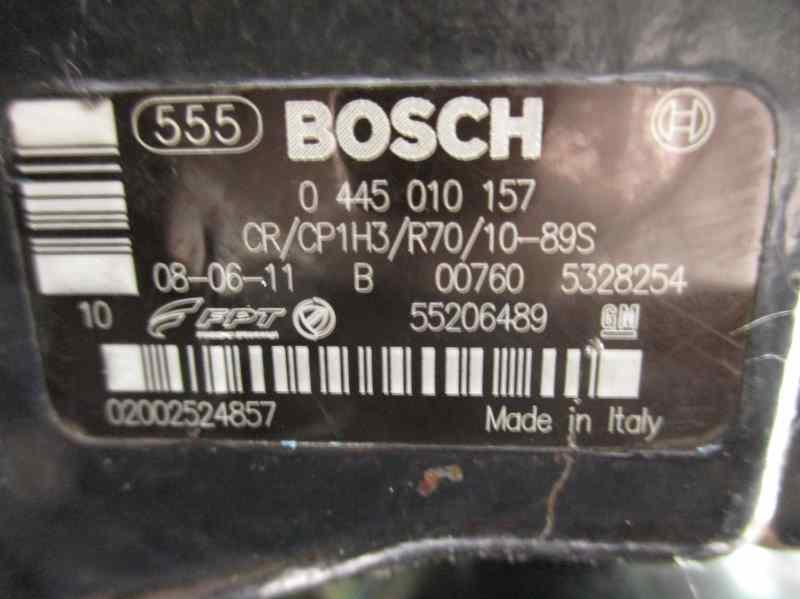 555 BOSCH
0 445 010 157
CR/CP1H3/R70/10-89S
08-06-11 B 00760 5328254
10 FPT 55206489 GM
02002524857 Made in Italy